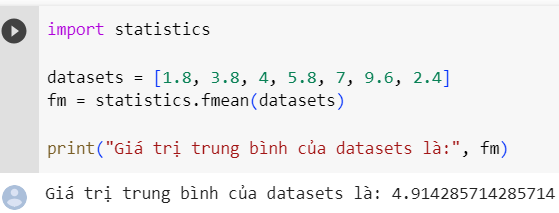 import statistics
datasets = [1.8, 3.8, 4, 5.8, 7, 9.6, 2.4]
fm = statistics.fmean(datasets)
print("Giá trị trung bình của datasets là:", fm)
Giá trị trung bình của datasets là: 4.914285714285714